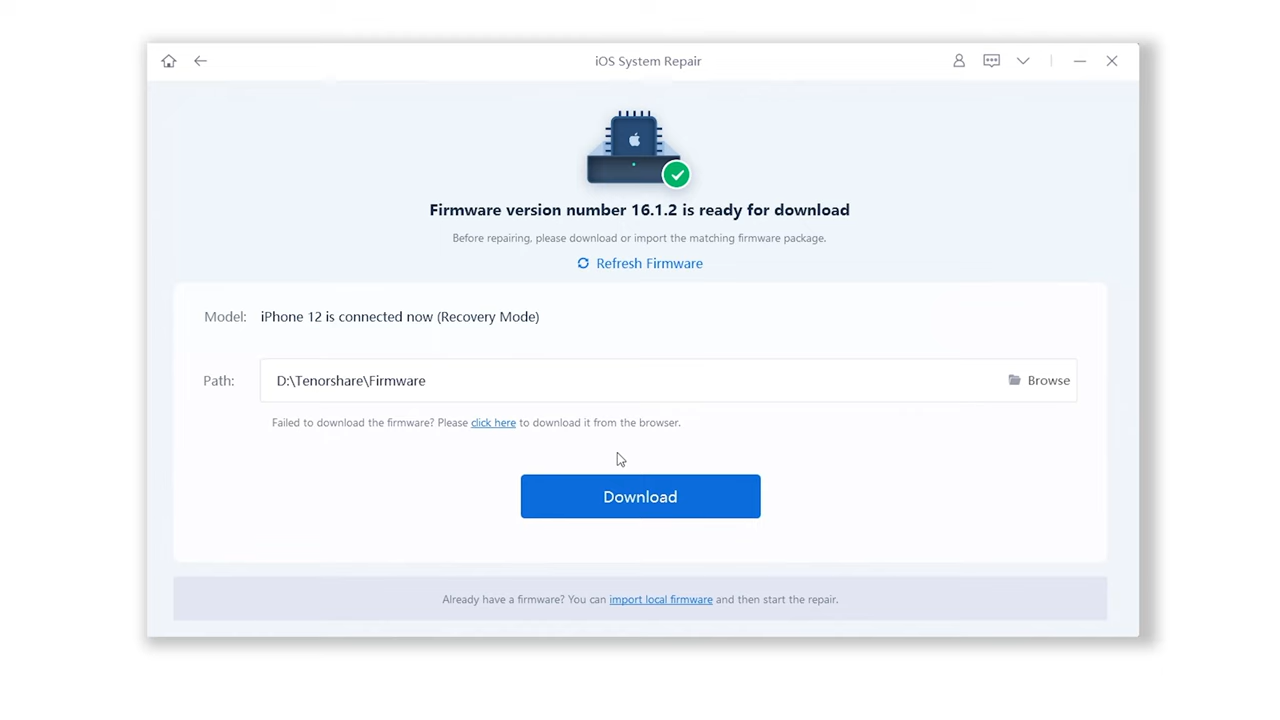 iOS System Repair
Firmware version number 16.1.2 is ready for download
Before repairing, please download or import the matching firmware package.
Refresh Firmware
Model: iPhone 12 is connected now (Recovery Mode)
Path: D:\Tenorshare\Firmware Browse
Failed to download the firmware? Please click here to download it from the browser.
Download
Already have a firmware? You can import local firmware and then start the repair.